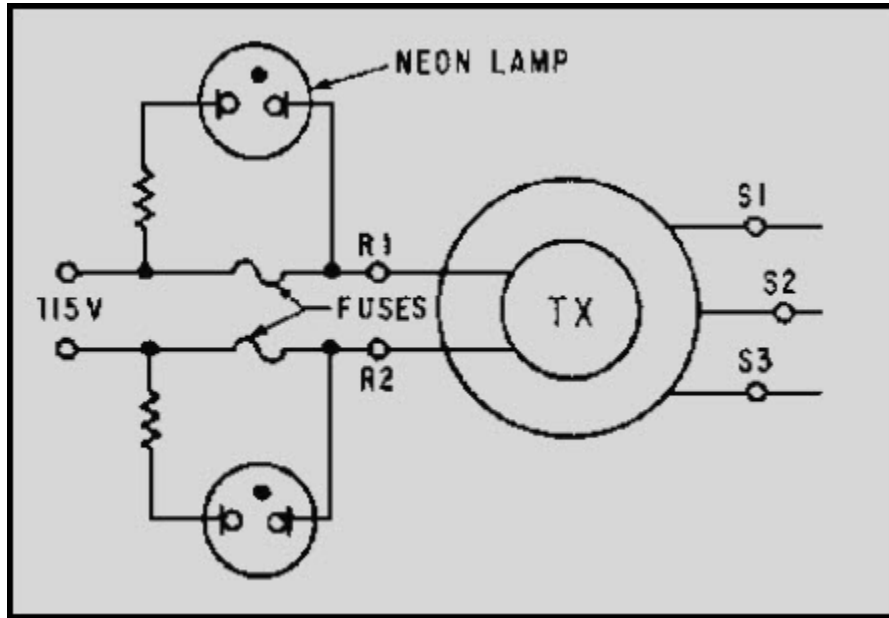 NEON LAMP
S1
R1
S2
115V
FUSES
TX
S3
R2